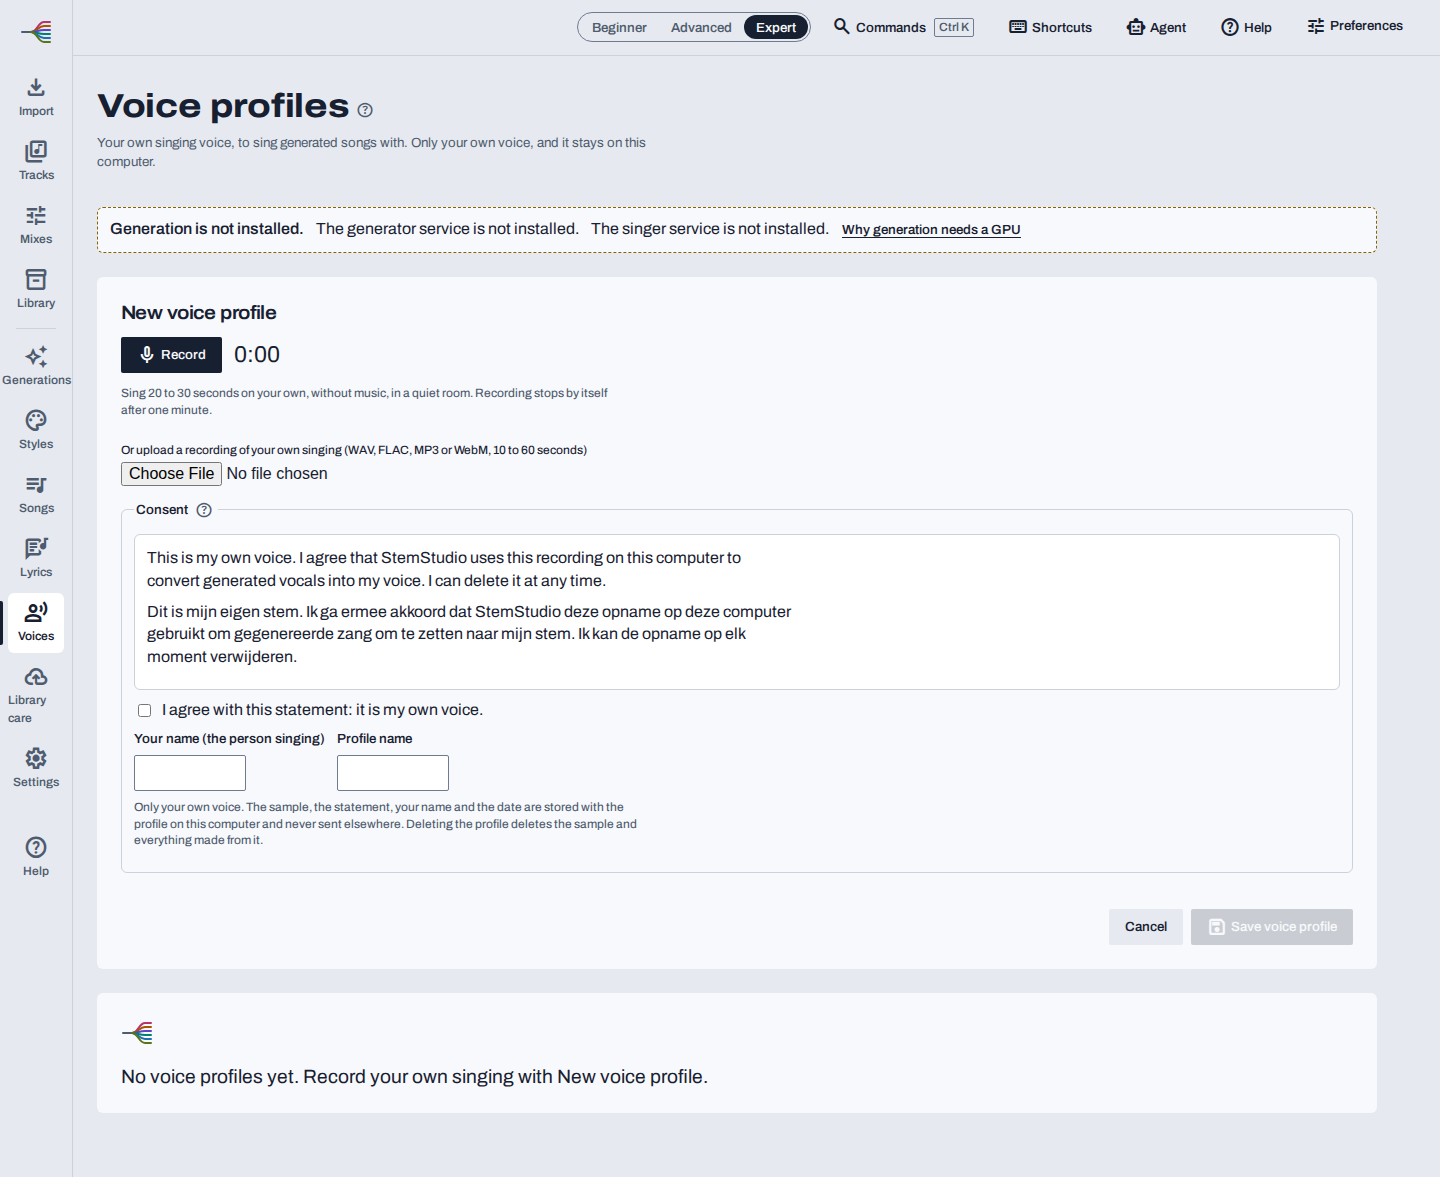 Beginner Advanced Expert Commands Ctrl K Shortcuts Agent Help Preferences
Import
Tracks
Mixes
Library
Generations
Styles
Songs
Lyrics
Voices
Library
care
Settings
Help
Voice profiles
Your own singing voice, to sing generated songs with. Only your own voice, and it stays on this
computer.
Generation is not installed. The generator service is not installed. The singer service is not installed. Why generation needs a GPU
New voice profile
Record 0:00
Sing 20 to 30 seconds on your own, without music, in a quiet room. Recording stops by itself
after one minute.
Or upload a recording of your own singing (WAV, FLAC, MP3 or WebM, 10 to 60 seconds)
Choose File No file chosen
Consent
This is my own voice. I agree that StemStudio uses this recording on this computer to
convert generated vocals into my voice. I can delete it at any time.
Dit is mijn eigen stem. Ik ga ermee akkoord dat StemStudio deze opname op deze computer
gebruikt om gegenereerde zang om te zetten naar mijn stem. Ik kan de opname op elk
moment verwijderen.
I agree with this statement: it is my own voice.
Your name (the person singing) Profile name
Only your own voice. The sample, the statement, your name and the date are stored with the
profile on this computer and never sent elsewhere. Deleting the profile deletes the sample and
everything made from it.
Cancel Save voice profile
No voice profiles yet. Record your own singing with New voice profile.